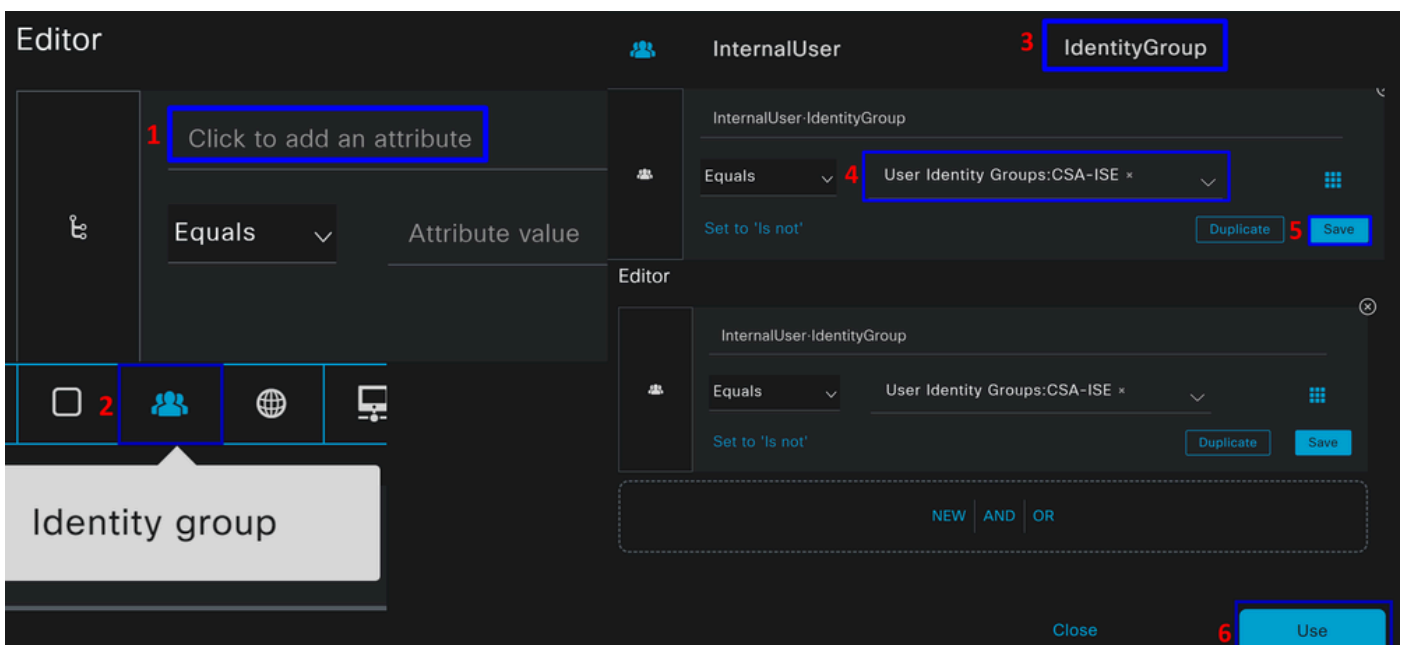 Editor
1 Click to add an attribute
Equals Attribute value
2
Identity group
InternalUser 3 IdentityGroup
InternalUser·IdentityGroup
Equals 4 User Identity Groups:CSA-ISE ×
Set to 'Is not' Duplicate 5 Save
Editor
InternalUser·IdentityGroup
Equals User Identity Groups:CSA-ISE ×
Set to 'Is not' Duplicate Save
NEW AND OR
Close 6 Use